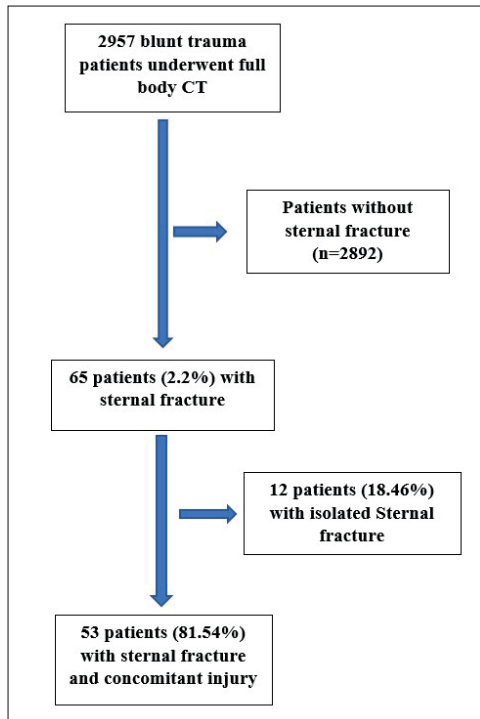 2957 blunt trauma
patients underwent full
body CT
Patients without
sternal fracture
(n=2892)
65 patients (2.2%) with
sternal fracture
12 patients (18.46%)
with isolated Sternal
fracture
53 patients (81.54%)
with sternal fracture
and concomitant injury